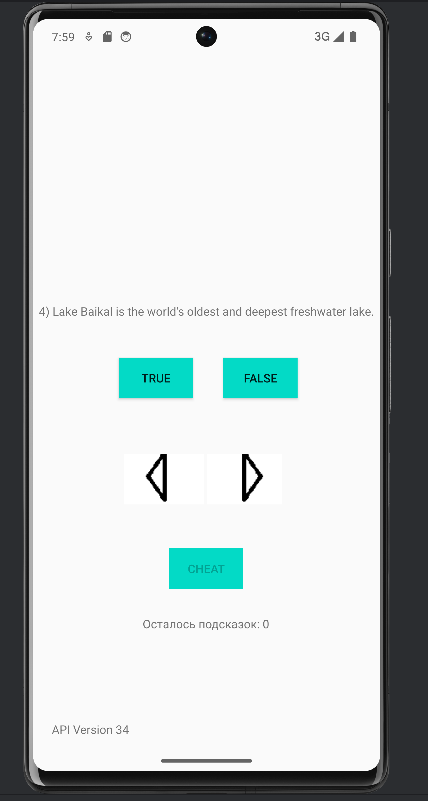 7:59 3G
4) Lake Baikal is the world's oldest and deepest freshwater lake.
TRUE FALSE
CHEAT
Осталось подсказок: 0
API Version 34